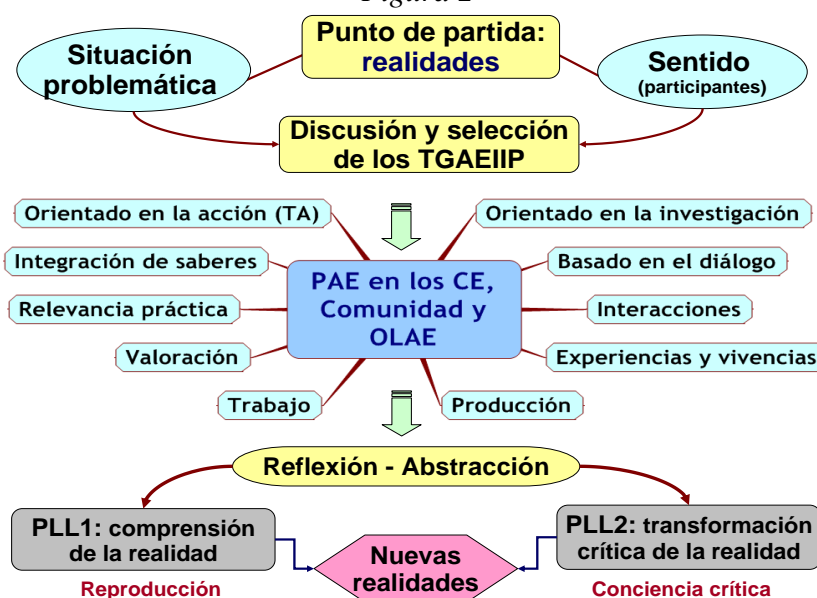 Situación
problemática
Punto de partida:
realidades
Sentido
(participantes)
Discusión y selección
de los TGAEIIP
Orientado en la acción (TA)
Orientado en la investigación
Integración de saberes
Basado en el diálogo
PAE en los CE,
Comunidad y
OLAE
Relevancia práctica
Interacciones
Valoración
Experiencias y vivencias
Trabajo
Producción
Reflexión - Abstracción
PLL1: comprensión
de la realidad
PLL2: transformación
crítica de la realidad
Nuevas
realidades
Reproducción
Conciencia crítica